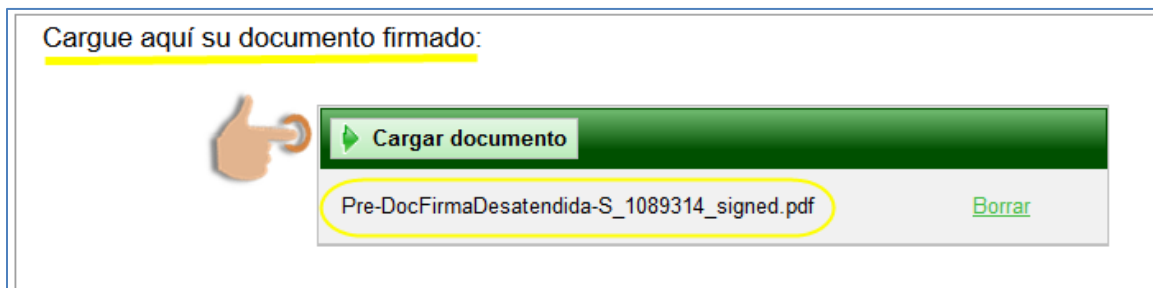 Cargue aquí su documento firmado:
Cargar documento
Pre-DocFirmaDesatendida-S_1089314_signed.pdf Borrar